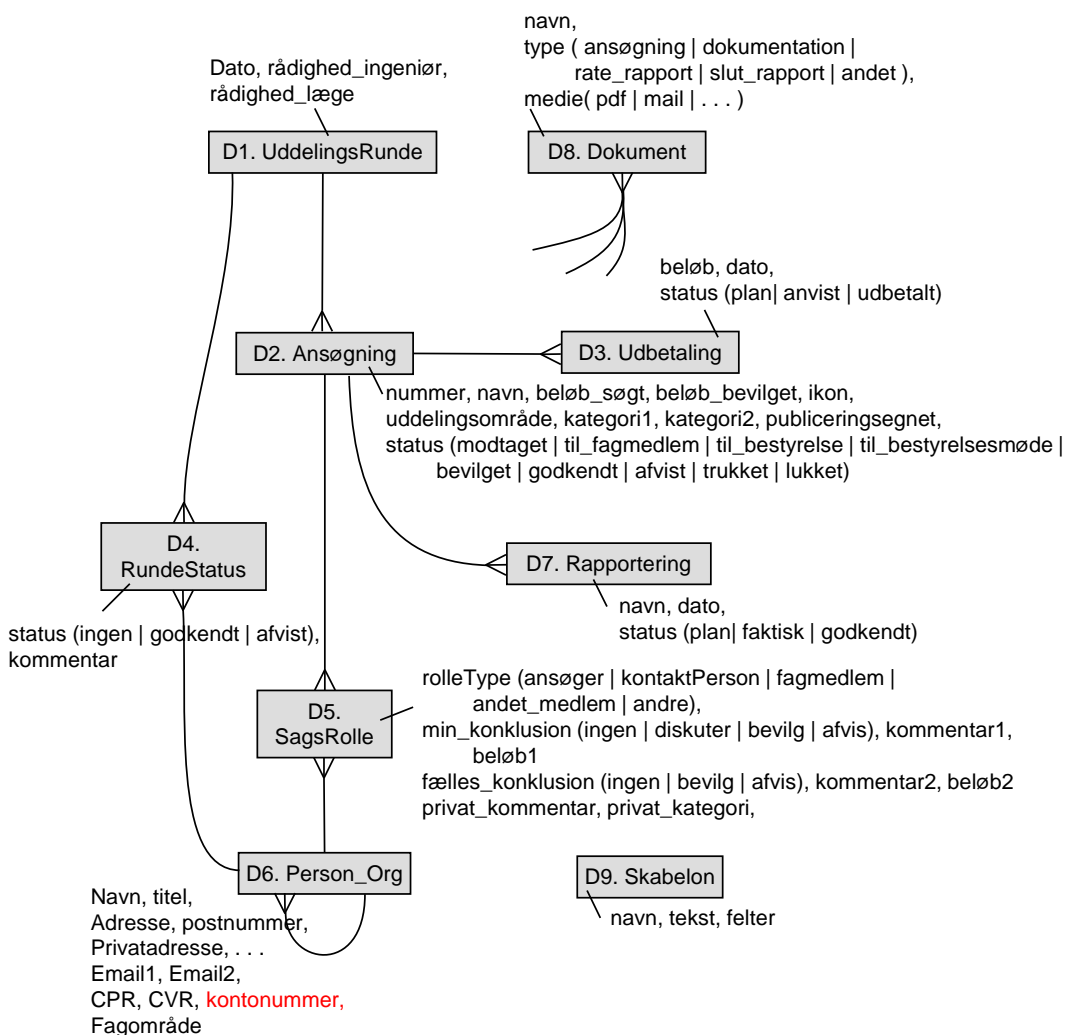 navn,
type ( ansøgning | dokumentation |
rate_rapport | slut_rapport | andet ),
medie( pdf | mail | . . . )
Dato, rådighed_ingeniør,
rådighed_læge
D1. UddelingsRunde
D8. Dokument
beløb, dato,
status (plan| anvist | udbetalt)
D2. Ansøgning
D3. Udbetaling
nummer, navn, beløb_søgt, beløb_bevilget, ikon,
uddelingsområde, kategori1, kategori2, publiceringsegnet,
status (modtaget | til_fagmedlem | til_bestyrelse | til_bestyrelsesmøde |
bevilget | godkendt | afvist | trukket | lukket)
D4.
RundeStatus
status (ingen | godkendt | afvist),
kommentar
D7. Rapportering
navn, dato,
status (plan| faktisk | godkendt)
D5.
SagsRolle
rolleType (ansøger | kontaktPerson | fagmedlem |
andet_medlem | andre),
min_konklusion (ingen | diskuter | bevilg | afvis), kommentar1,
beløb1
fælles_konklusion (ingen | bevilg | afvis), kommentar2, beløb2
privat_kommentar, privat_kategori,
D6. Person_Org
Navn, titel,
Adresse, postnummer,
Privatadresse, . . .
Email1, Email2,
CPR, CVR, kontonummer,
Fagområde
D9. Skabelon
navn, tekst, felter